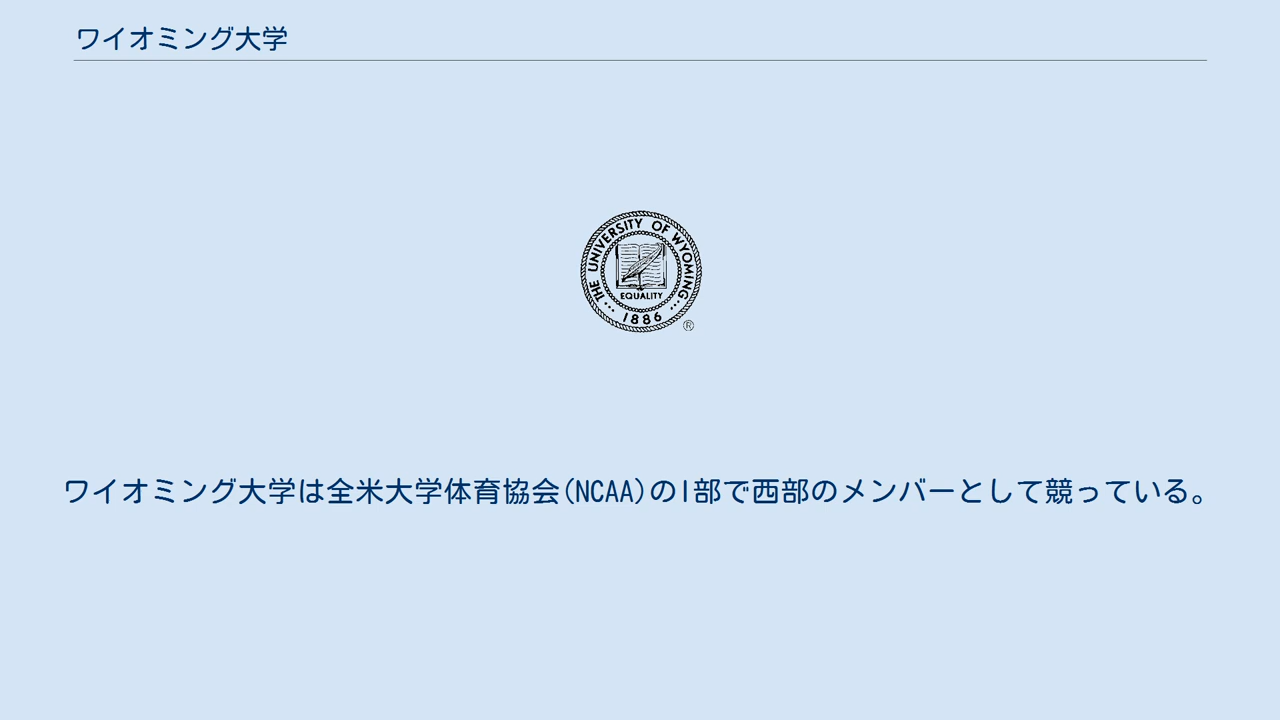 ワイオミング大学
THE UNIVERSITY OF WYOMING
EQUALITY
1886
®
ワイオミング大学は全米大学体育協会(NCAA)のI部で西部のメンバーとして競っている。